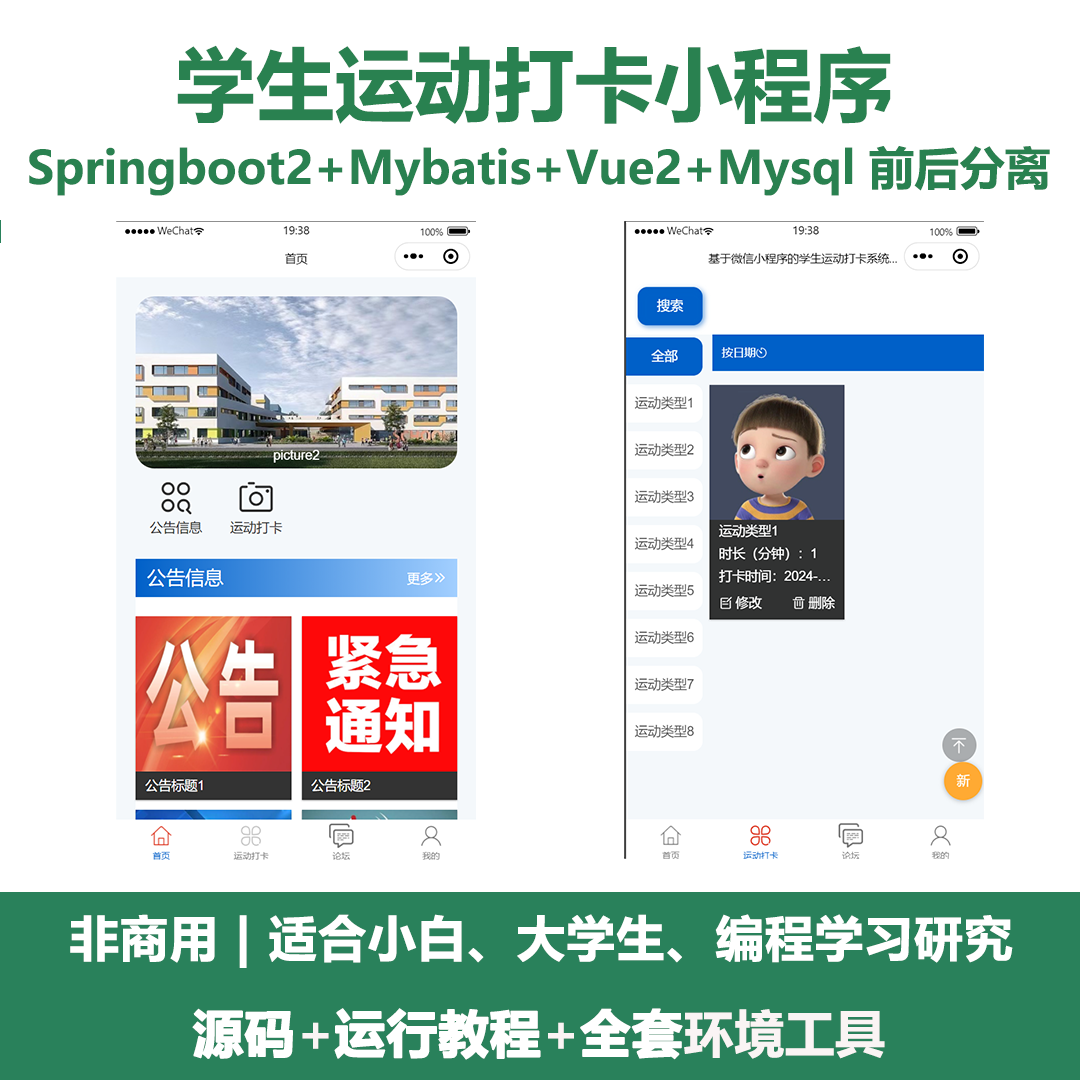 学生运动打卡小程序
Springboot2+Mybatis+Vue2+Mysql 前后分离
WeChat 19:38 100%
首页
picture2
公告信息 运动打卡
公告信息 更多
公告
紧急通知
公告标题1 公告标题2
首页 运动打卡 论坛 我的
WeChat 19:38 100%
基于微信小程序的学生运动打卡系统...
搜索
全部 按日期
运动类型1
运动类型2
运动类型3
运动类型4
运动类型5
运动类型6
运动类型7
运动类型8
运动类型1
时长（分钟）：1
打卡时间：2024-...
修改 删除
新
首页 运动打卡 论坛 我的
非商用 | 适合小白、大学生、编程学习研究
源码+运行教程+全套环境工具